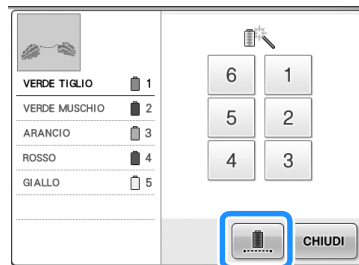 VERDE TIGLIO 1
VERDE MUSCHIO 2
ARANCIO 3
ROSSO 4
GIALLO 5
6 1
5 2
4 3
CHIUDI